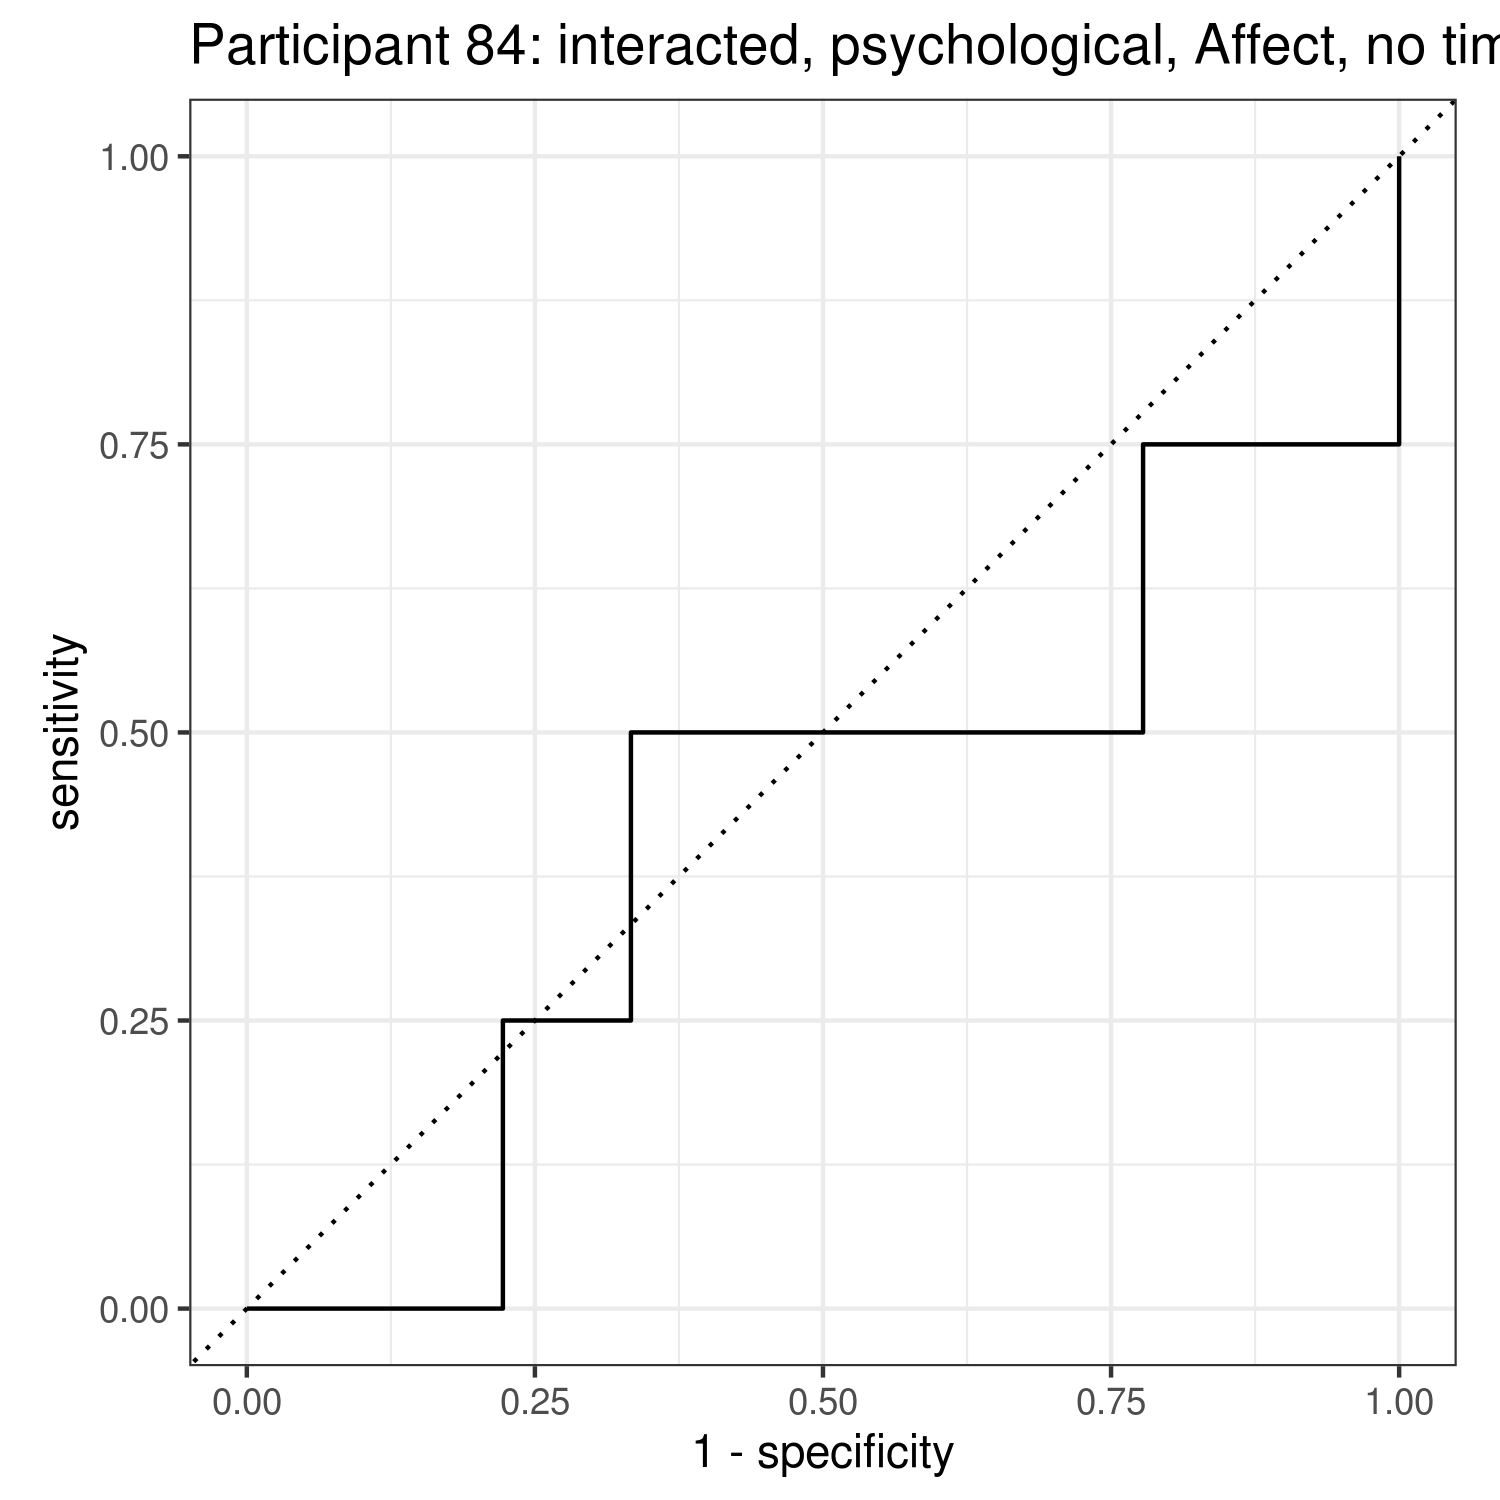 Participant 84: interacted, psychological, Affect, no tim
1.00
0.75
0.50
0.25
0.00
sensitivity
0.00 0.25 0.50 0.75 1.00
1 - specificity